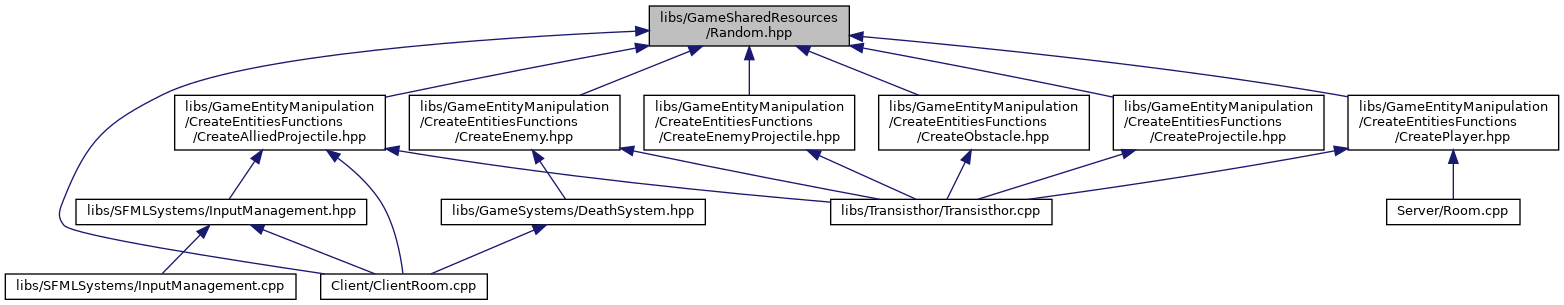 libs/GameSharedResources
/Random.hpp
libs/GameEntityManipulation
/CreateEntitiesFunctions
/CreateAlliedProjectile.hpp
libs/GameEntityManipulation
/CreateEntitiesFunctions
/CreateEnemy.hpp
libs/GameEntityManipulation
/CreateEntitiesFunctions
/CreateEnemyProjectile.hpp
libs/GameEntityManipulation
/CreateEntitiesFunctions
/CreateObstacle.hpp
libs/GameEntityManipulation
/CreateEntitiesFunctions
/CreateProjectile.hpp
libs/GameEntityManipulation
/CreateEntitiesFunctions
/CreatePlayer.hpp
libs/SFMLSystems/InputManagement.hpp
libs/GameSystems/DeathSystem.hpp
libs/Transisthor/Transisthor.cpp
Server/Room.cpp
libs/SFMLSystems/InputManagement.cpp
Client/ClientRoom.cpp